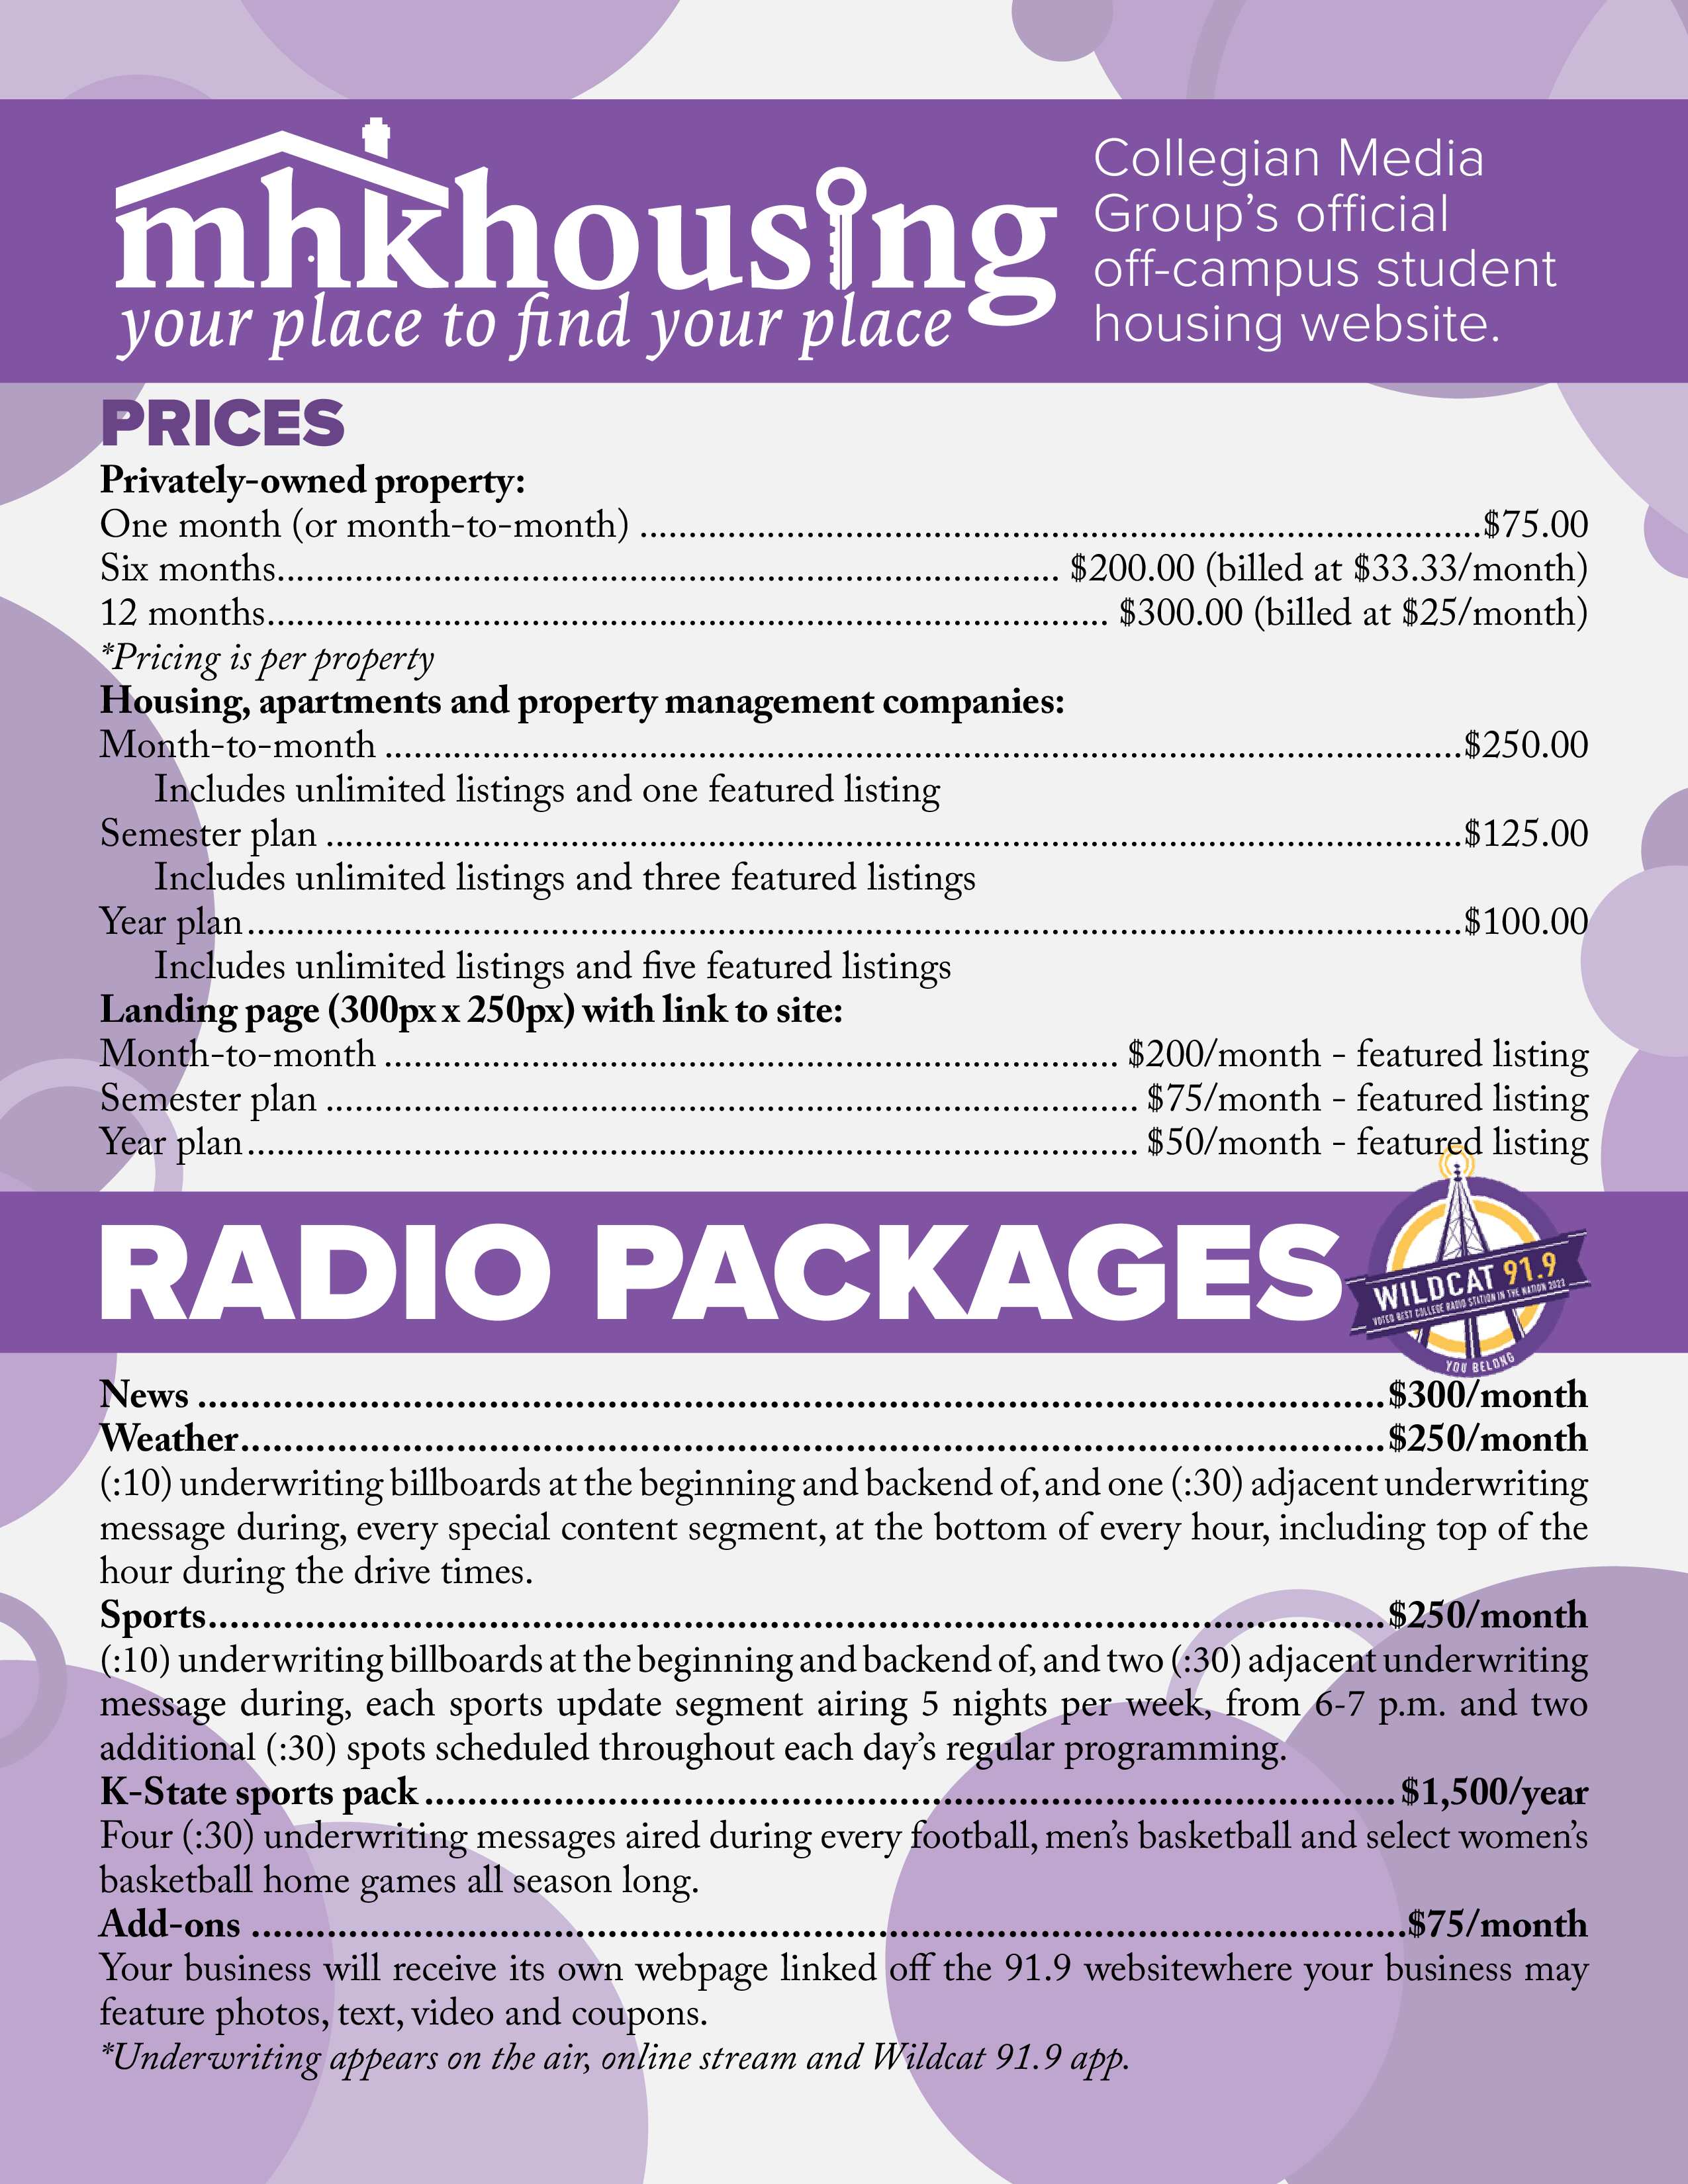 mhkhousing
your place to find your place
Collegian Media
Group's official
off-campus student
housing website.
PRICES
Privately-owned property:
One month (or month-to-month) ........................................................................................$75.00
Six months................................................................................ $200.00 (billed at $33.33/month)
12 months...................................................................................... $300.00 (billed at $25/month)
*Pricing is per property
Housing, apartments and property management companies:
Month-to-month ...............................................................................................................$250.00
Includes unlimited listings and one featured listing
Semester plan .....................................................................................................................$125.00
Includes unlimited listings and three featured listings
Year plan.............................................................................................................................$100.00
Includes unlimited listings and five featured listings
Landing page (300px x 250px) with link to site:
Month-to-month ........................................................................... $200/month - featured listing
Semester plan ................................................................................... $75/month - featured listing
Year plan........................................................................................... $50/month - featured listing
RADIO PACKAGES
WILDCAT 91.9
VOTED BEST COLLEGE RADIO STATION IN THE NATION 2023
YOU BELONG
News ....................................................................................$300/month
Weather.................................................................................$250/month
(:10) underwriting billboards at the beginning and backend of, and one (:30) adjacent underwriting
message during, every special content segment, at the bottom of every hour, including top of the
hour during the drive times.
Sports...................................................................................$250/month
(:10) underwriting billboards at the beginning and backend of, and two (:30) adjacent underwriting
message during, each sports update segment airing 5 nights per week, from 6-7 p.m. and two
additional (:30) spots scheduled throughout each day's regular programming.
K-State sports pack..................................................................... $1,500/year
Four (:30) underwriting messages aired during every football, men's basketball and select women's
basketball home games all season long.
Add-ons ..................................................................................$75/month
Your business will receive its own webpage linked off the 91.9 websitewhere your business may
feature photos, text, video and coupons.
*Underwriting appears on the air, online stream and Wildcat 91.9 app.